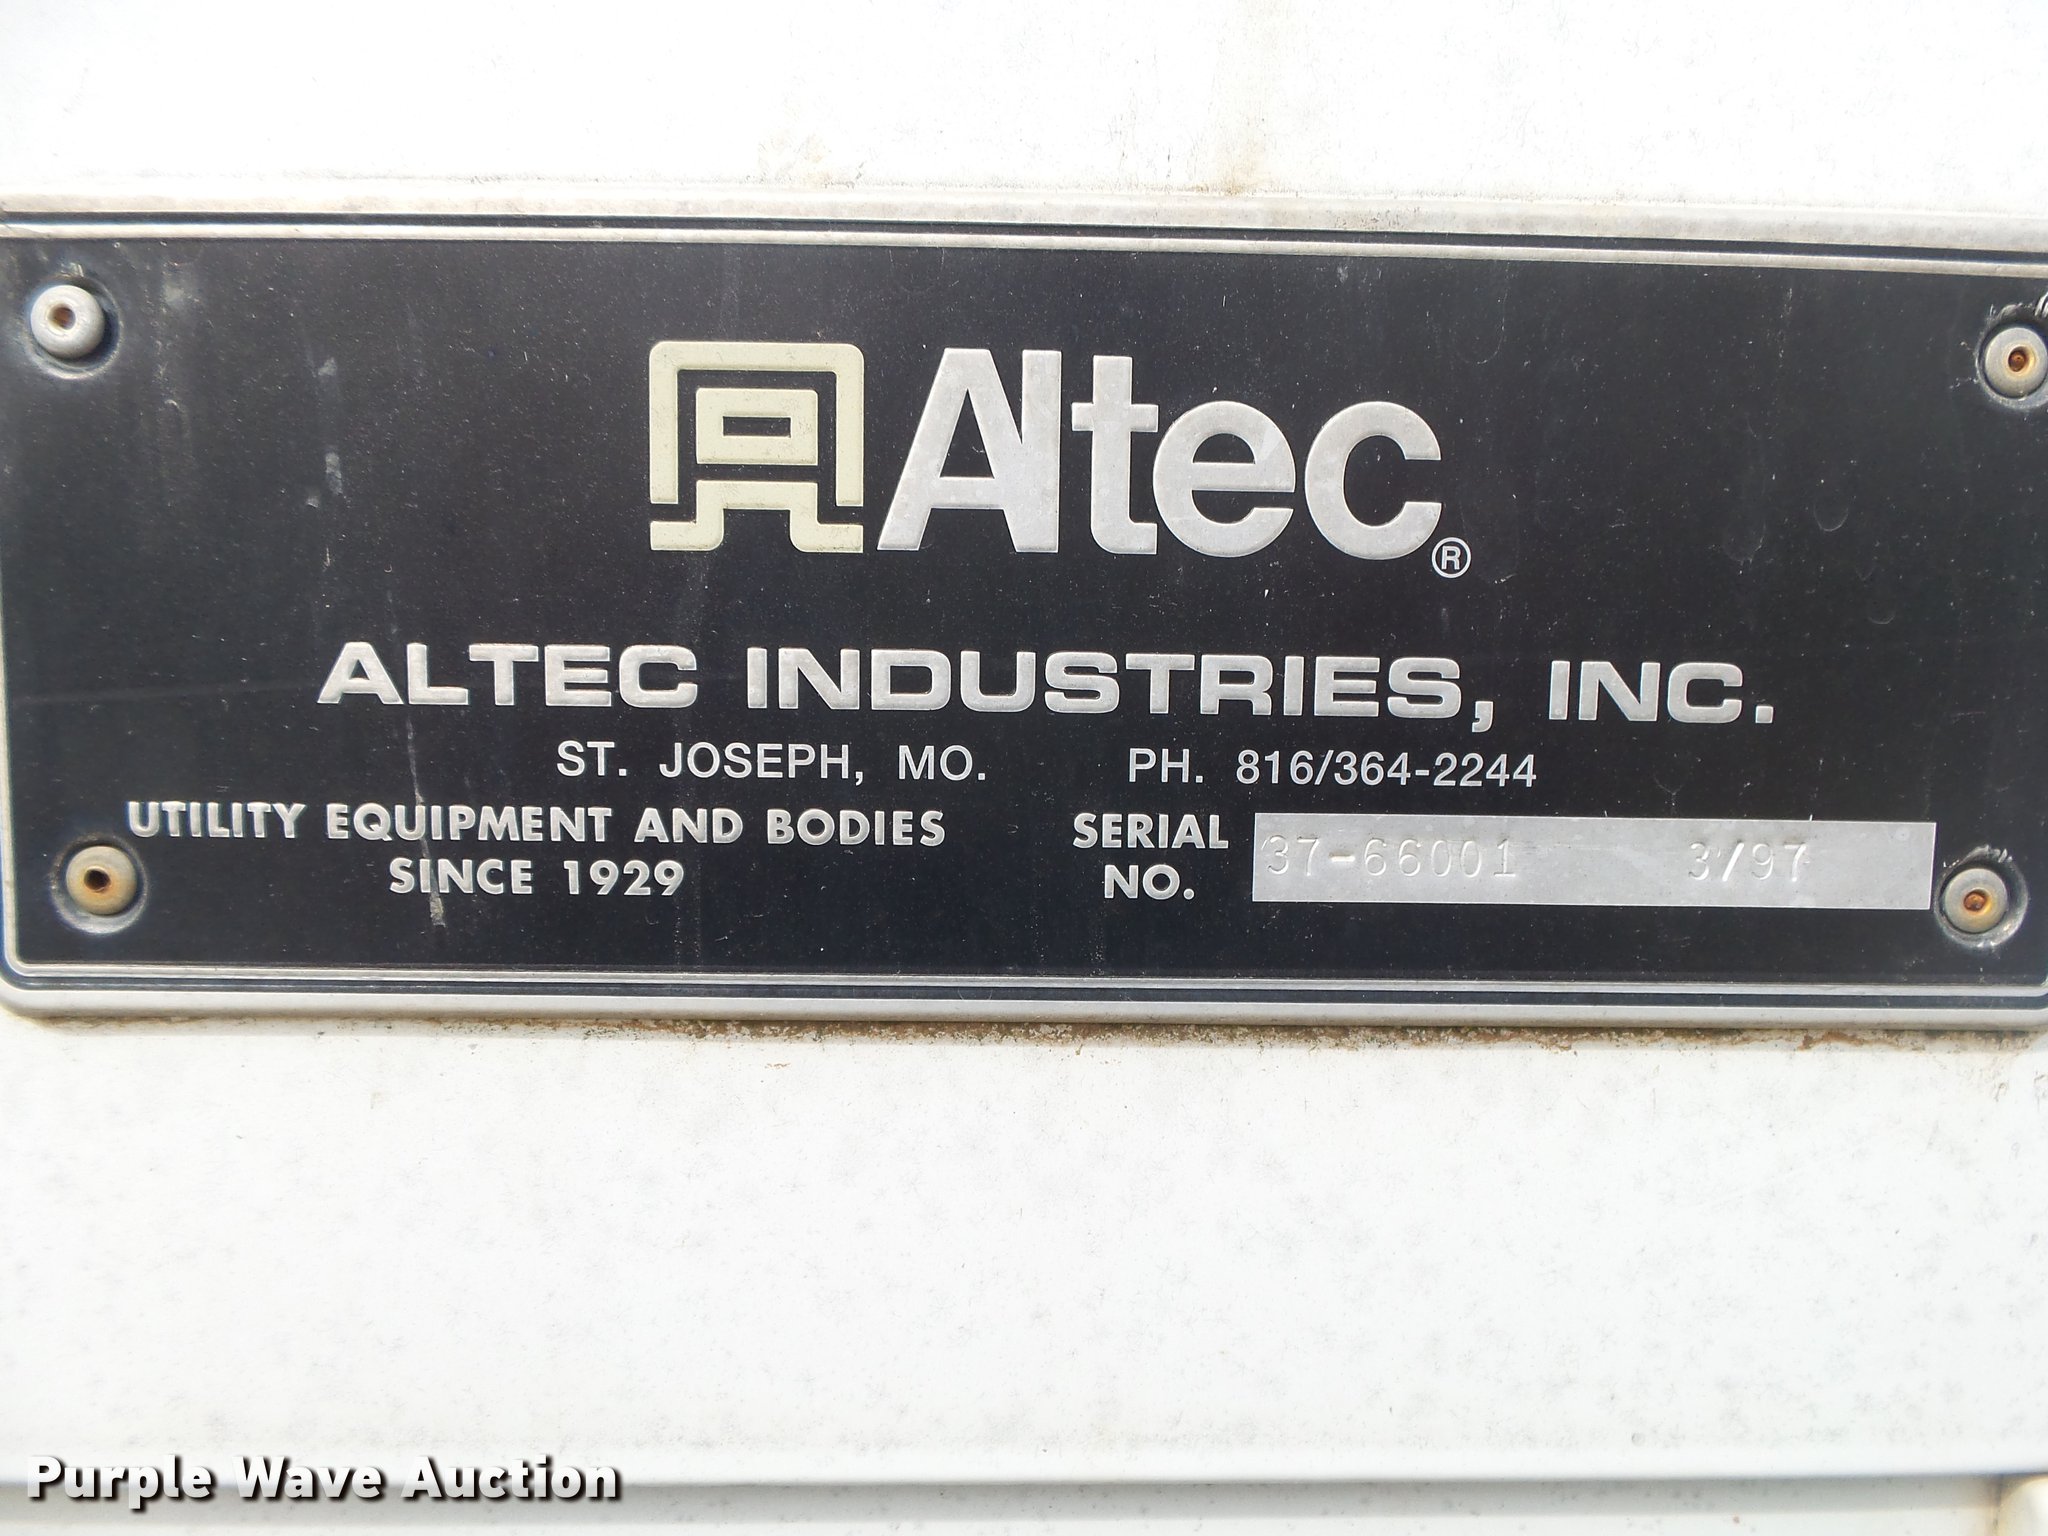 Altec®
ALTEC INDUSTRIES, INC.
ST. JOSEPH, MO. PH. 816/364-2244
UTILITY EQUIPMENT AND BODIES
SINCE 1929
SERIAL
NO.
37-66001 3/97
Purple Wave Auction